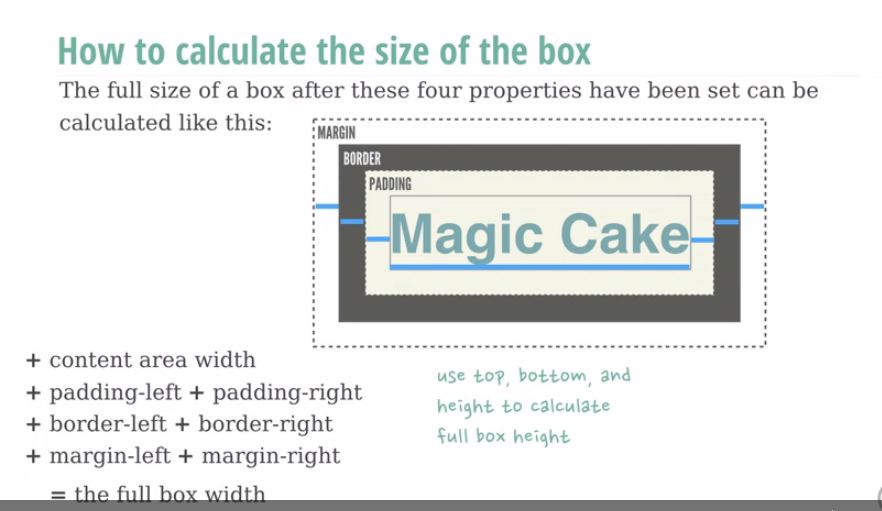 How to calculate the size of the box
The full size of a box after these four properties have been set can be
calculated like this:
MARGIN
BORDER
PADDING
Magic Cake
+ content area width
+ padding-left + padding-right
+ border-left + border-right
+ margin-left + margin-right
= the full box width
use top, bottom, and
height to calculate
full box height